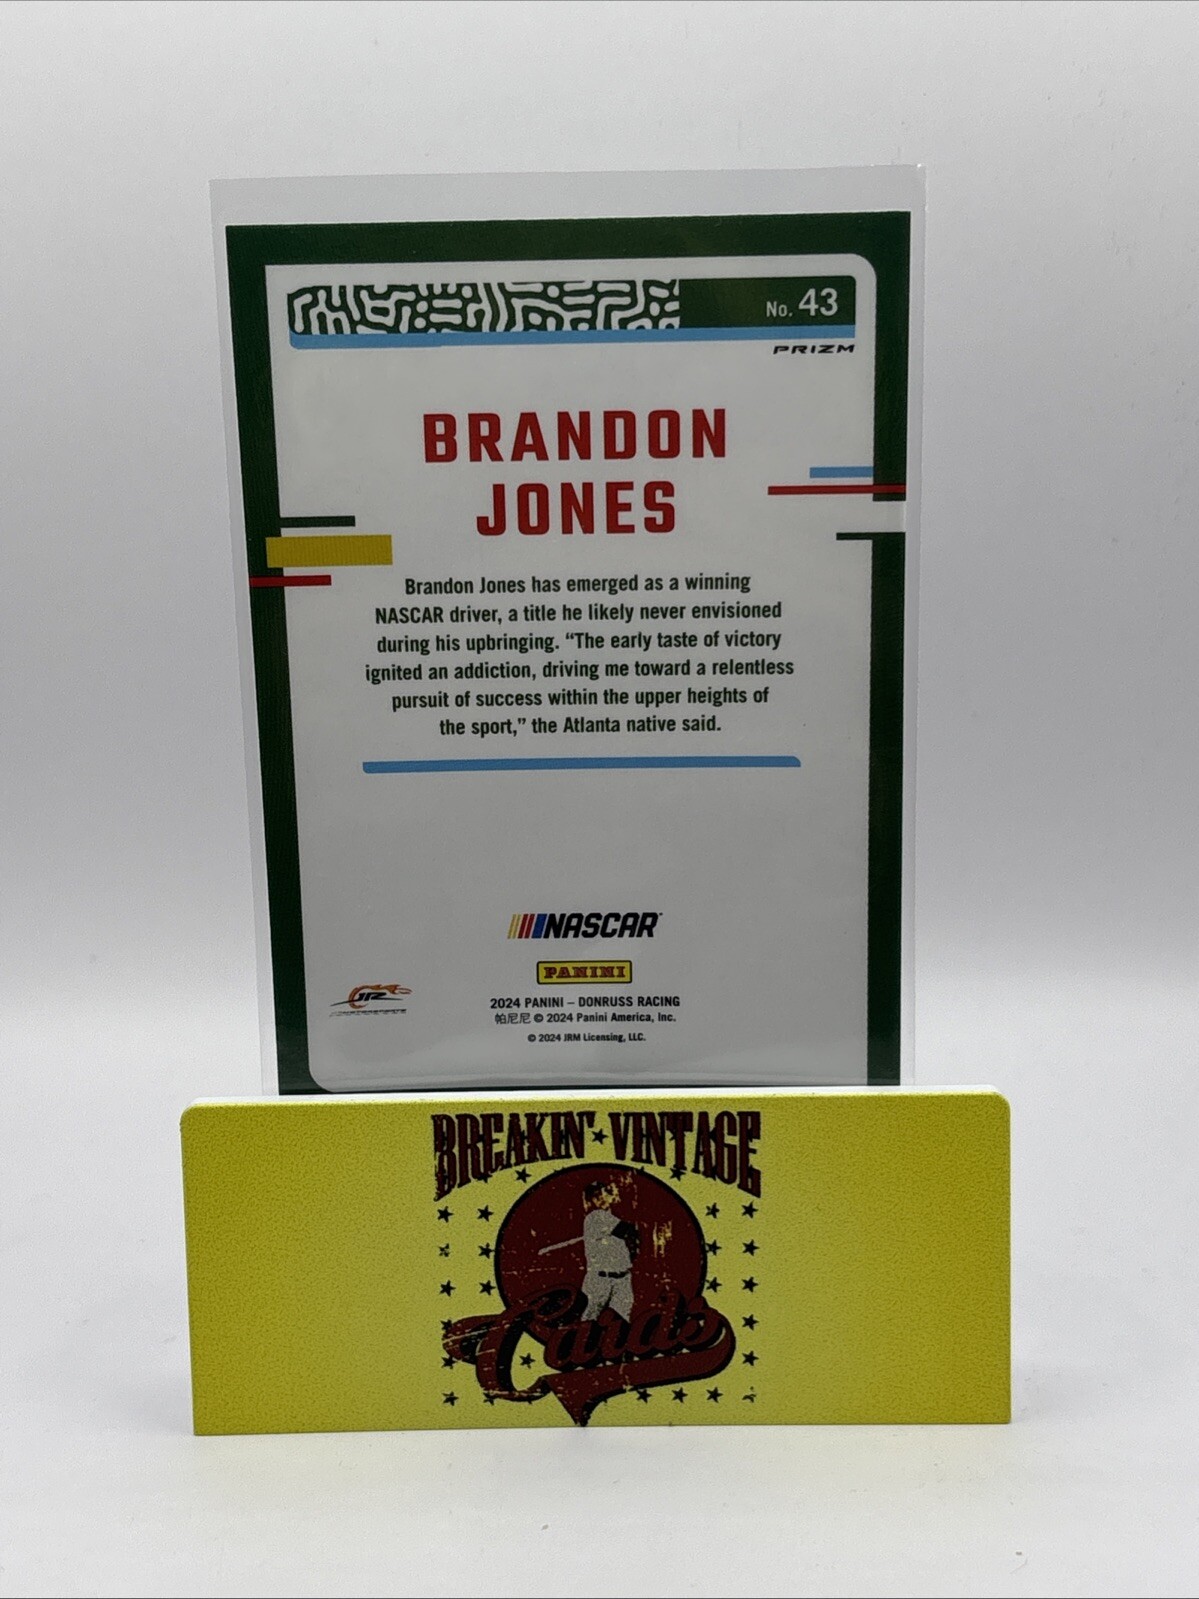 No. 43
PRIZM
BRANDON
JONES
Brandon Jones has emerged as a winning
NASCAR driver, a title he likely never envisioned
during his upbringing. “The early taste of victory
ignited an addiction, driving me toward a relentless
pursuit of success within the upper heights of
the sport,” the Atlanta native said.
NASCAR
PANINI
JR
2024 PANINI – DONRUSS RACING
帕尼尼 © 2024 Panini America, Inc.
© 2024 JRM Licensing, LLC.
BREAKIN' VINTAGE
Cards